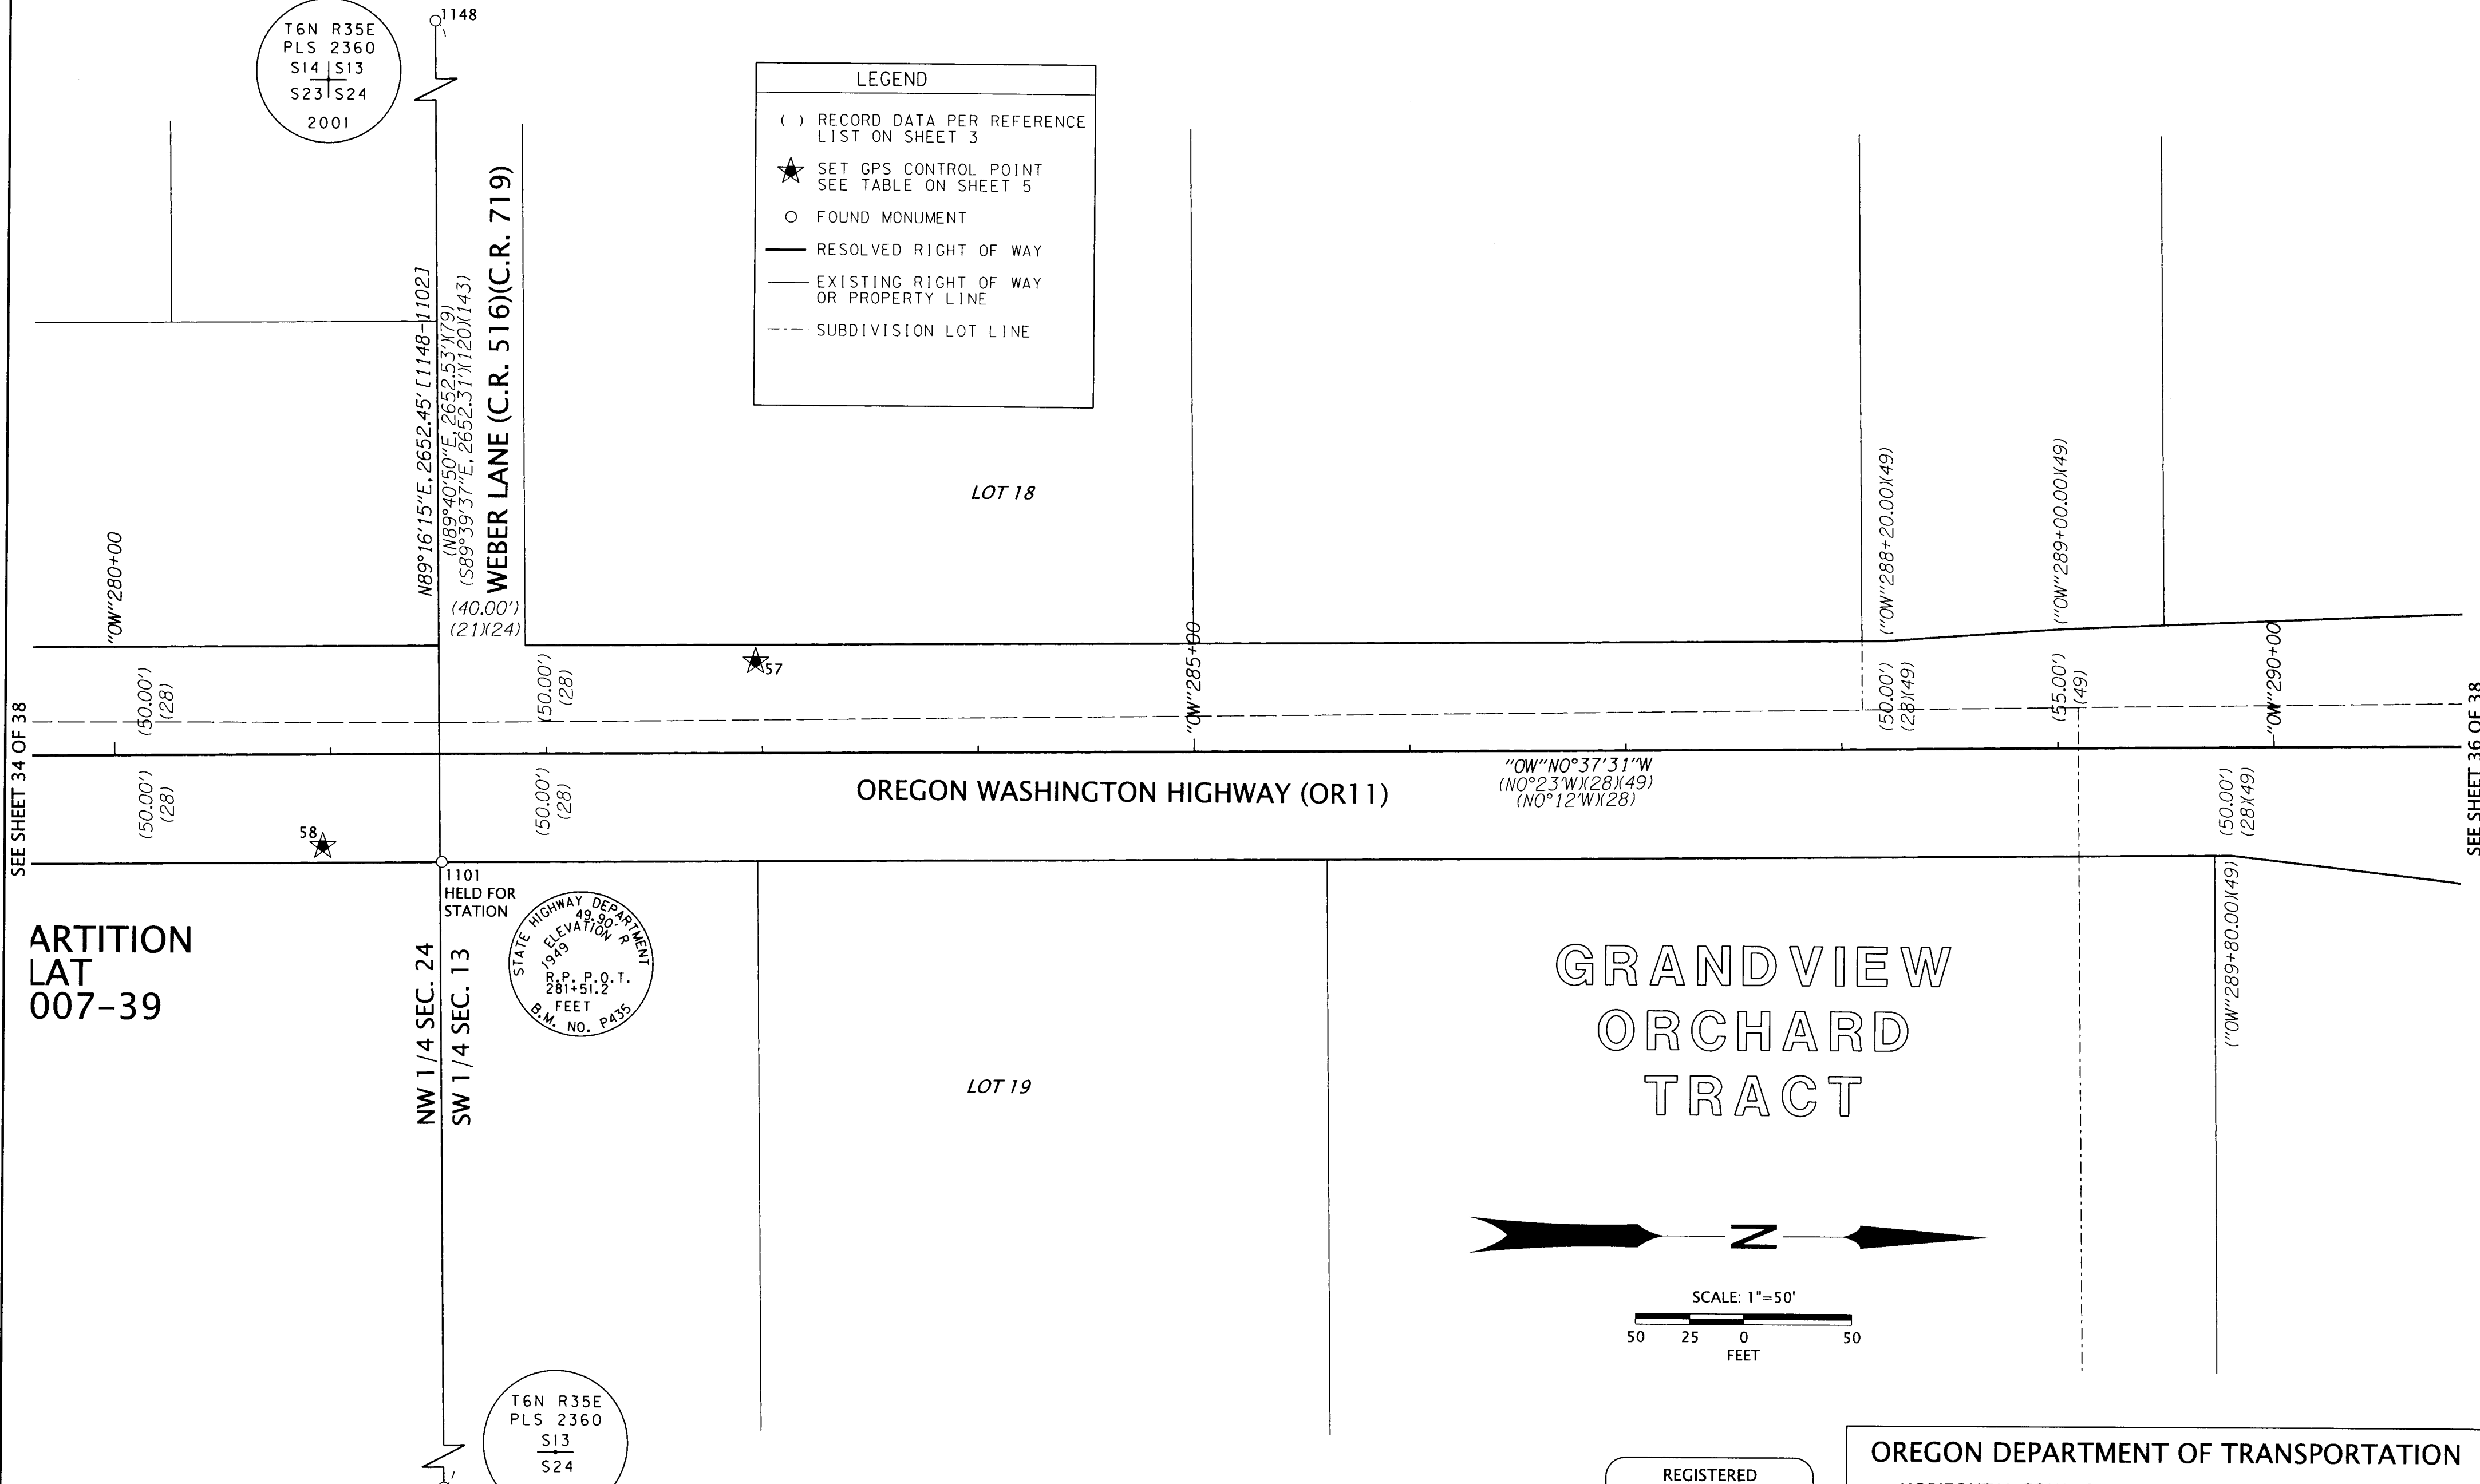 1148
T6N R35E
PLS 2360
S14 S13
S23 S24
2001
LEGEND
( ) RECORD DATA PER REFERENCE
LIST ON SHEET 3
SET GPS CONTROL POINT
SEE TABLE ON SHEET 5
FOUND MONUMENT
RESOLVED RIGHT OF WAY
EXISTING RIGHT OF WAY
OR PROPERTY LINE
SUBDIVISION LOT LINE
N89°16'15"E, 2652.45' [1148-1102]
(N89°40'50"E, 2652.53')(79)
(S89°39'37"E, 2652.31')(120)(143)
WEBER LANE (C.R. 516)(C.R. 719)
(40.00')
(21)(24)
LOT 18
"OW"280+00
"OW"285+00
("OW"288+20.00)(49)
("OW"289+00.00)(49)
"OW"290+00
(50.00')
(28)
(50.00')
(28)
57
(50.00')
(28)(49)
(55.00')
(49)
SEE SHEET 34 OF 38
SEE SHEET 36 OF 38
(50.00')
(28)
58
(50.00')
(28)
OREGON WASHINGTON HIGHWAY (OR11)
"OW"N0°37'31"W
(N0°23'W)(28)(49)
(N0°12'W)(28)
(50.00')
(28)(49)
("OW"289+80.00)(49)
1101
HELD FOR
STATION
STATE HIGHWAY DEPARTMENT
49.90' R
ELEVATION
1949
R.P. P.O.T.
281+51.2
FEET
B.M. NO. P435
ARTITION
LAT
007-39
NW 1/4 SEC. 24
SW 1/4 SEC. 13
LOT 19
GRANDVIEW
ORCHARD
TRACT
N
SCALE: 1"=50'
50 25 0 50
FEET
T6N R35E
PLS 2360
S13
S24
REGISTERED
OREGON DEPARTMENT OF TRANSPORTATION